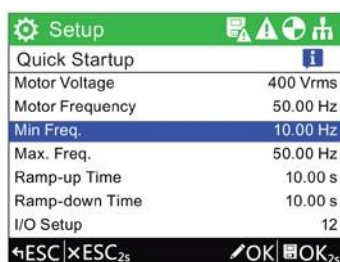 Setup
Quick Startup i
Motor Voltage 400 Vrms
Motor Frequency 50.00 Hz
Min Freq. 10.00 Hz
Max. Freq. 50.00 Hz
Ramp-up Time 10.00 s
Ramp-down Time 10.00 s
I/O Setup 12
ESC ×ESC2s OK OK2s